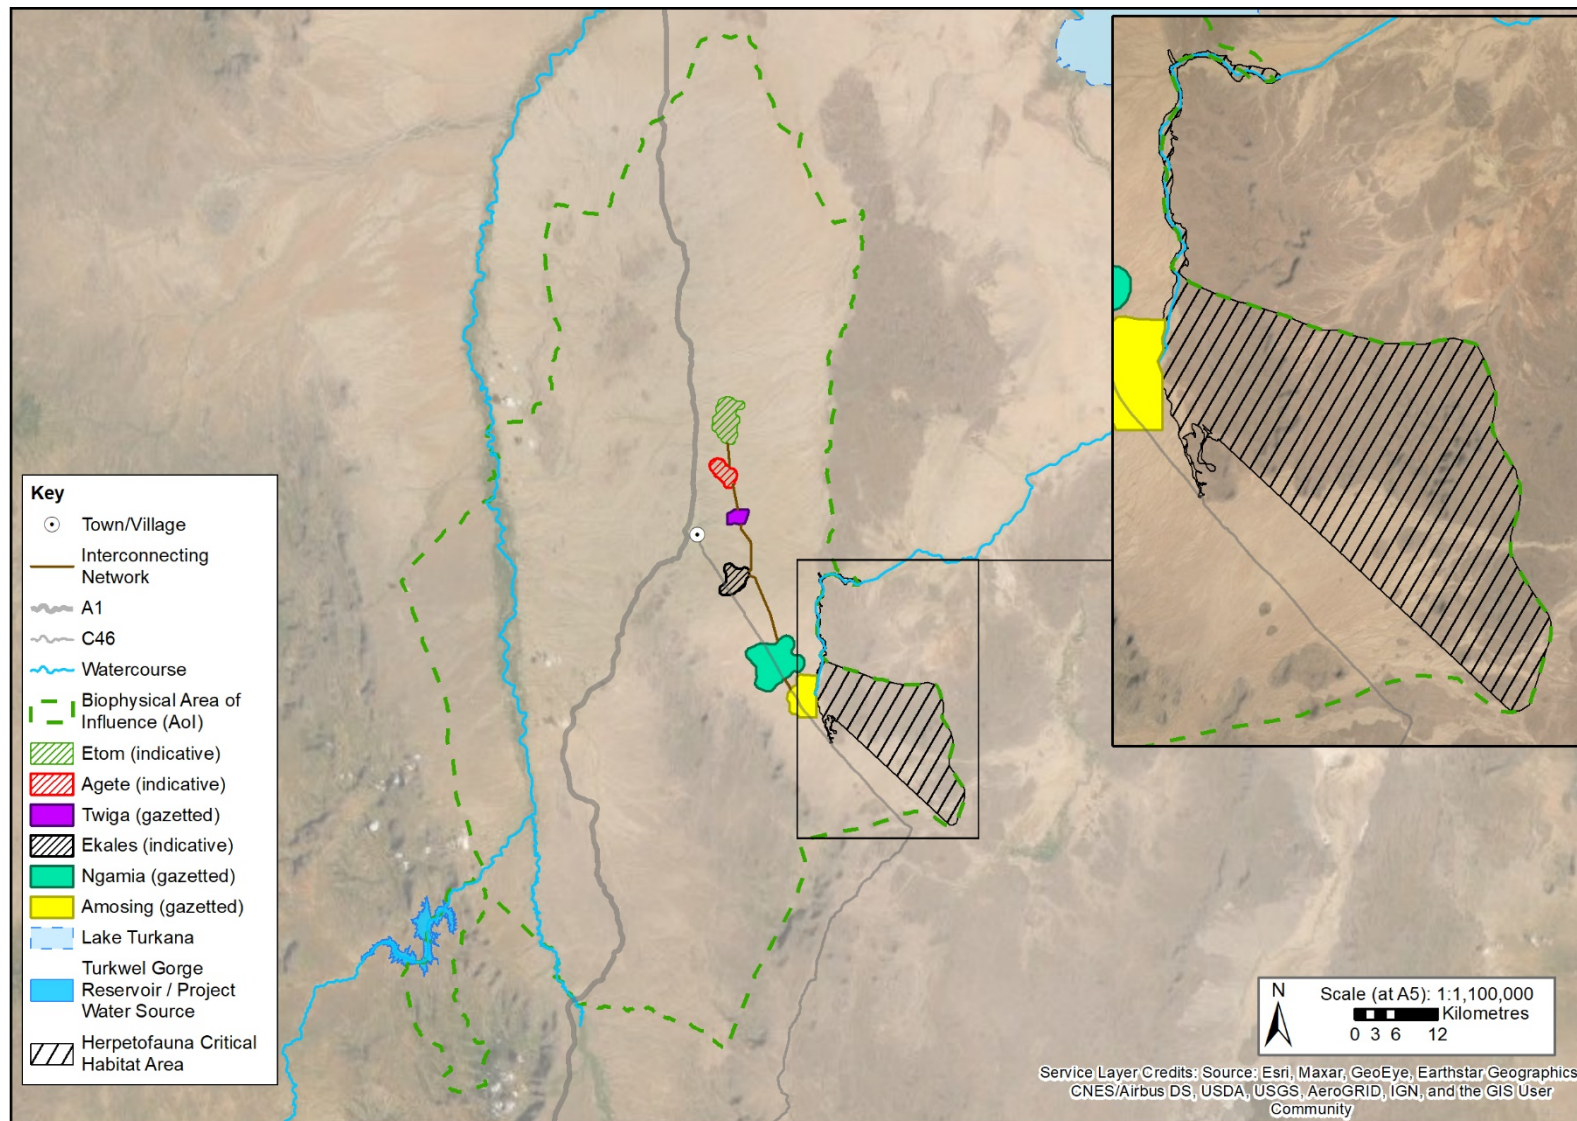 Key
Town/Village
Interconnecting
Network
A1
C46
Watercourse
Biophysical Area of
Influence (AoI)
Etom (indicative)
Agete (indicative)
Twiga (gazetted)
Ekales (indicative)
Ngamia (gazetted)
Amosing (gazetted)
Lake Turkana
Turkwel Gorge
Reservoir / Project
Water Source
Herpetofauna Critical
Habitat Area
N
Scale (at A5): 1:1,100,000
Kilometres
0 3 6 12
Service Layer Credits: Source: Esri, Maxar, GeoEye, Earthstar Geographics,
CNES/Airbus DS, USDA, USGS, AeroGRID, IGN, and the GIS User
Community